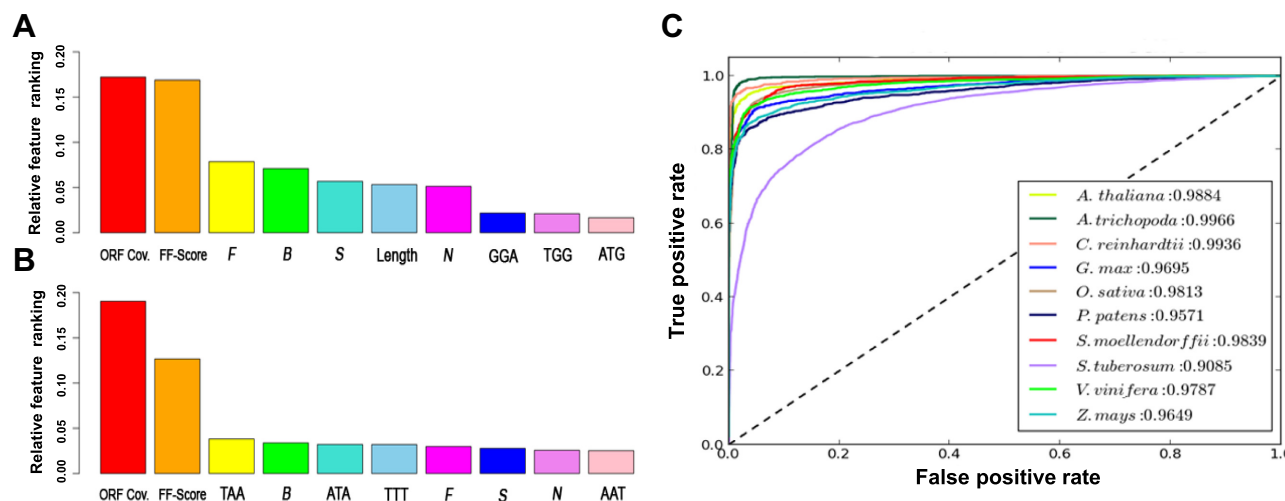 A
Relative feature ranking
0.20
0.15
0.10
0.05
0.00
ORF Cov. FF-Score F B S Length N GGA TGG ATG
B
Relative feature ranking
0.20
0.15
0.10
0.05
0.00
ORF Cov. FF-Score TAA B ATA TTT F S N AAT
C
True positive rate
1.0
0.8
0.6
0.4
0.2
0.0
0.0 0.2 0.4 0.6 0.8 1.0
False positive rate
A. thaliana :0.9884
A. trichopoda :0.9966
C. reinhardtii :0.9936
G. max :0.9695
O. sativa :0.9813
P. patens :0.9571
S. moellendorffii :0.9839
S. tuberosum :0.9085
V. vinifera :0.9787
Z. mays :0.9649